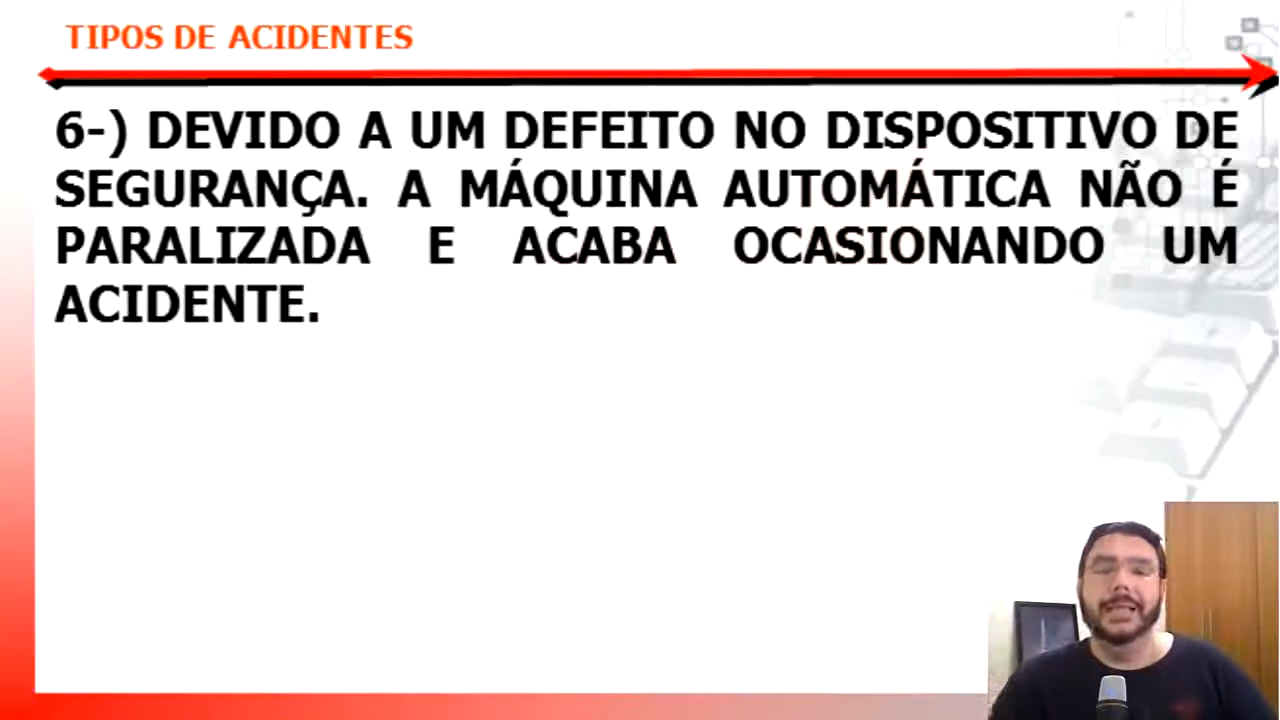 TIPOS DE ACIDENTES
6-) DEVIDO A UM DEFEITO NO DISPOSITIVO DE
SEGURANÇA. A MÁQUINA AUTOMÁTICA NÃO É
PARALIZADA E ACABA OCASIONANDO UM
ACIDENTE.